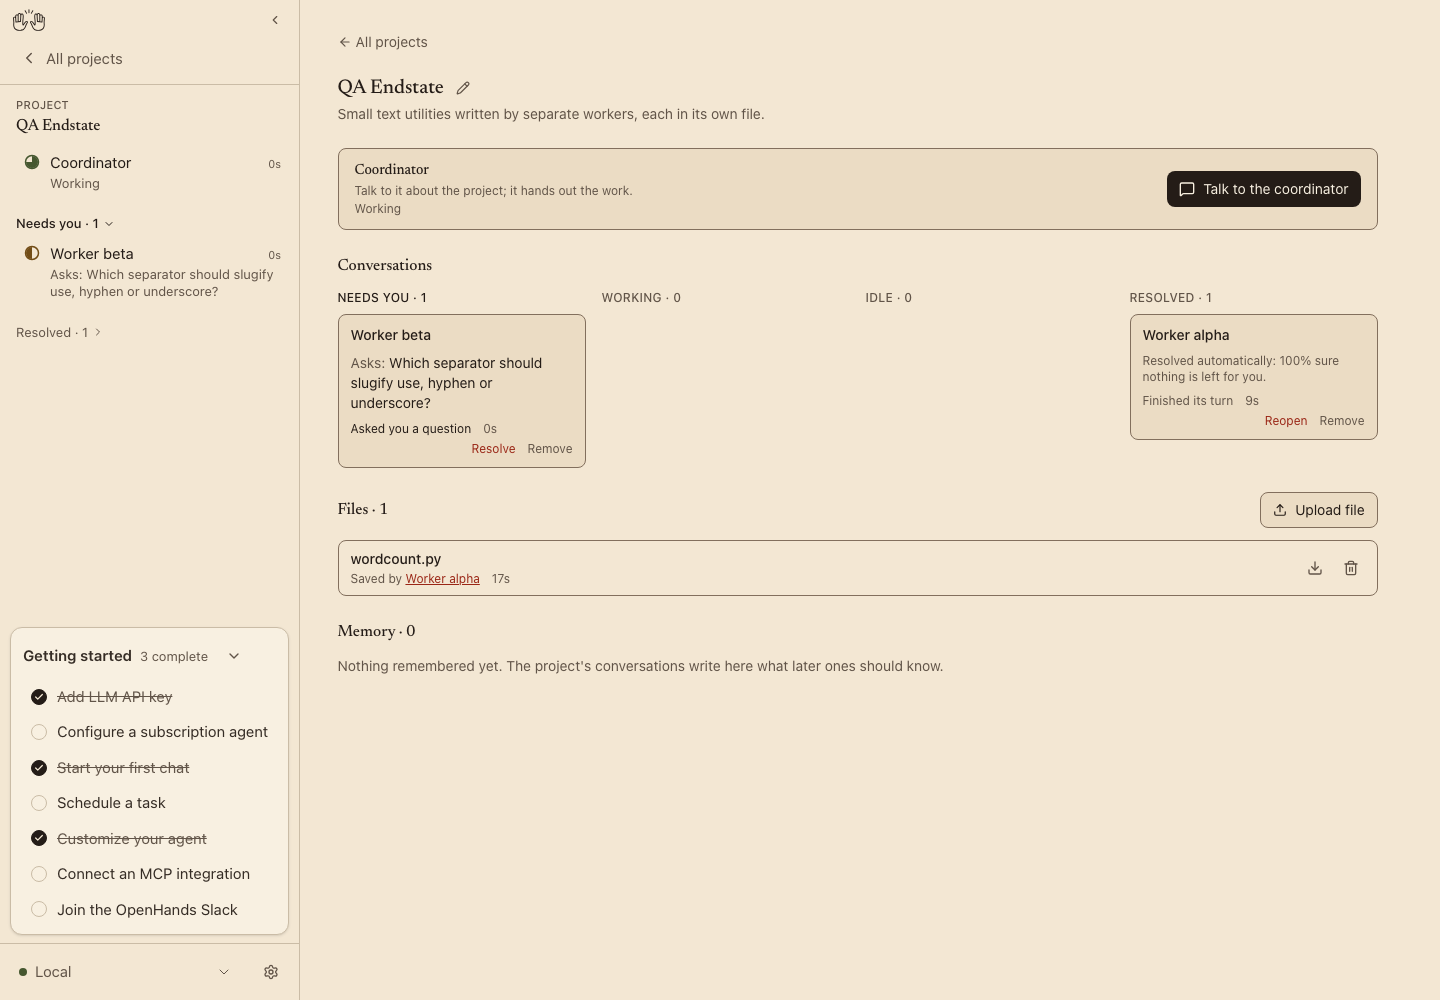 All projects
PROJECT
QA Endstate
Coordinator 0s
Working
Needs you · 1
Worker beta 0s
Asks: Which separator should slugify
use, hyphen or underscore?
Resolved · 1
Getting started 3 complete
Add LLM API key
Configure a subscription agent
Start your first chat
Schedule a task
Customize your agent
Connect an MCP integration
Join the OpenHands Slack
Local
All projects
QA Endstate
Small text utilities written by separate workers, each in its own file.
Coordinator
Talk to it about the project; it hands out the work.
Working
Talk to the coordinator
Conversations
NEEDS YOU · 1
Worker beta
Asks: Which separator should
slugify use, hyphen or
underscore?
Asked you a question 0s
Resolve Remove
WORKING · 0
IDLE · 0
RESOLVED · 1
Worker alpha
Resolved automatically: 100% sure
nothing is left for you.
Finished its turn 9s
Reopen Remove
Files · 1
Upload file
wordcount.py
Saved by Worker alpha 17s
Memory · 0
Nothing remembered yet. The project's conversations write here what later ones should know.